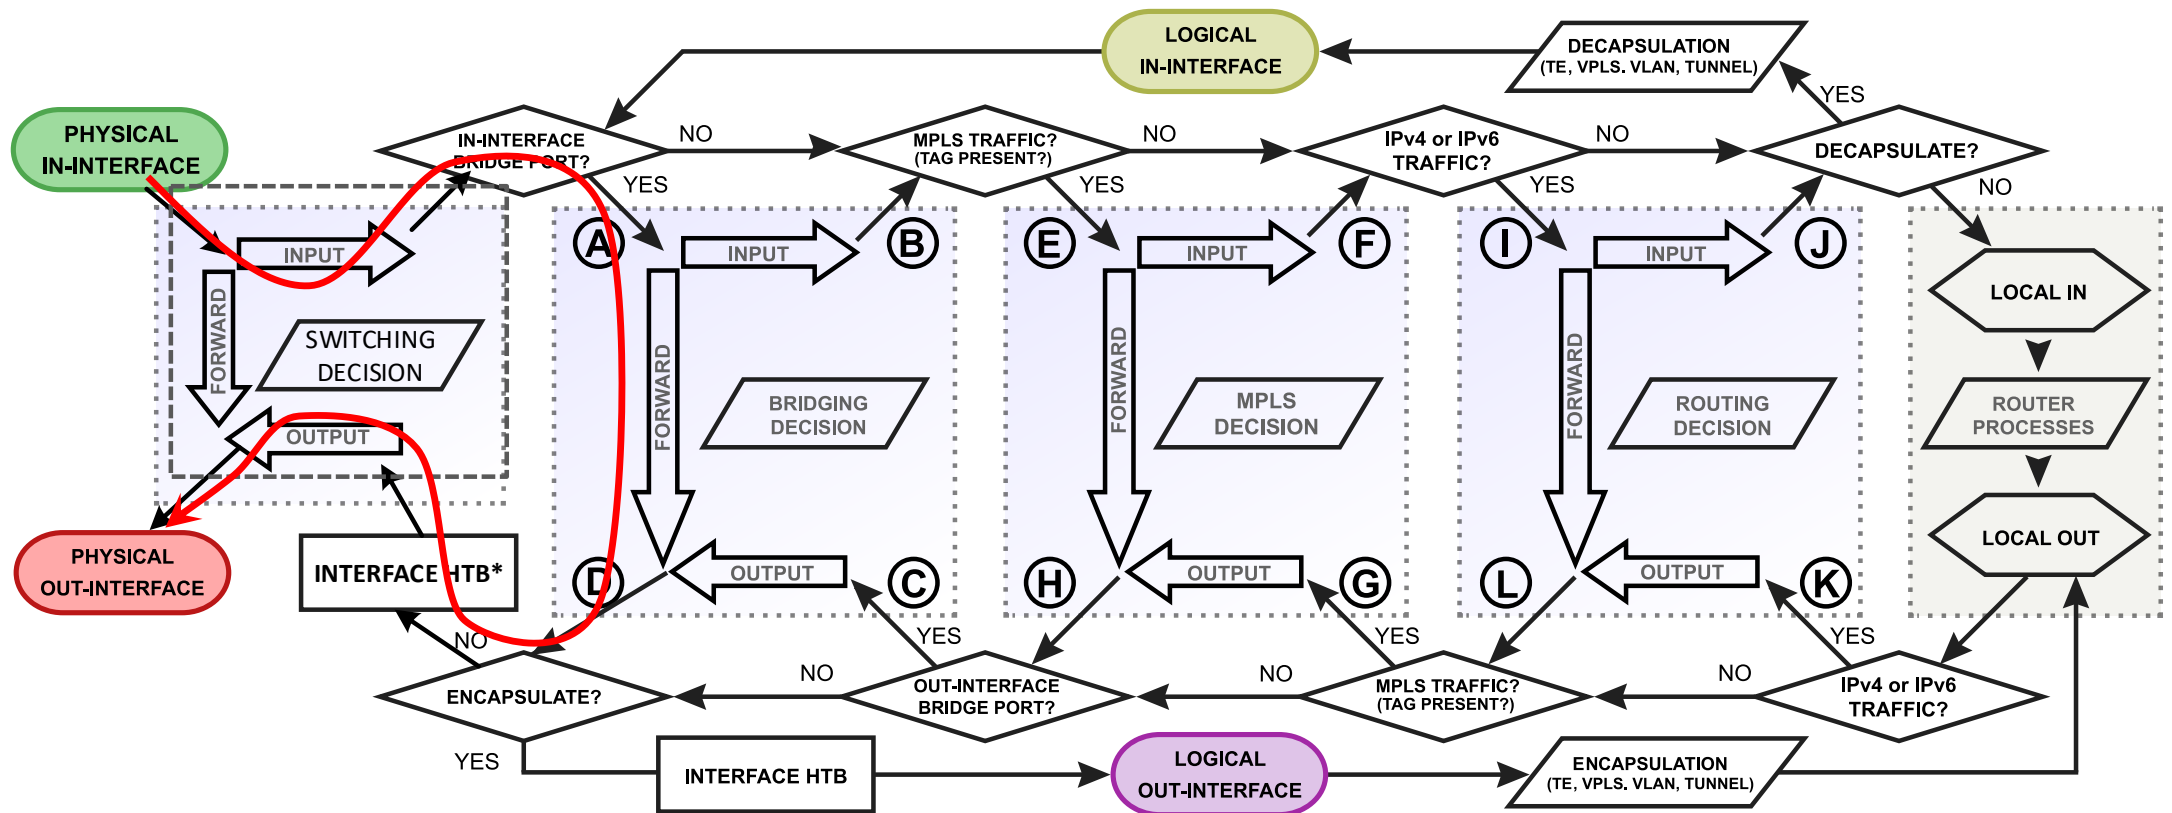 LOGICAL
IN-INTERFACE
DECAPSULATION
(TE, VPLS. VLAN, TUNNEL)
YES
PHYSICAL
IN-INTERFACE
IN-INTERFACE
BRIDGE PORT?
NO
MPLS TRAFFIC?
(TAG PRESENT?)
NO
IPv4 or IPv6
TRAFFIC?
NO
DECAPSULATE?
YES
YES
YES
NO
INPUT
FORWARD
SWITCHING
DECISION
OUTPUT
A
INPUT
B
FORWARD
BRIDGING
DECISION
D
OUTPUT
C
E
INPUT
F
FORWARD
MPLS
DECISION
H
OUTPUT
G
I
INPUT
J
FORWARD
ROUTING
DECISION
L
OUTPUT
K
LOCAL IN
ROUTER
PROCESSES
LOCAL OUT
PHYSICAL
OUT-INTERFACE
INTERFACE HTB*
NO
YES
YES
YES
ENCAPSULATE?
NO
OUT-INTERFACE
BRIDGE PORT?
NO
MPLS TRAFFIC?
(TAG PRESENT?)
NO
IPv4 or IPv6
TRAFFIC?
YES
INTERFACE HTB
LOGICAL
OUT-INTERFACE
ENCAPSULATION
(TE, VPLS. VLAN, TUNNEL)